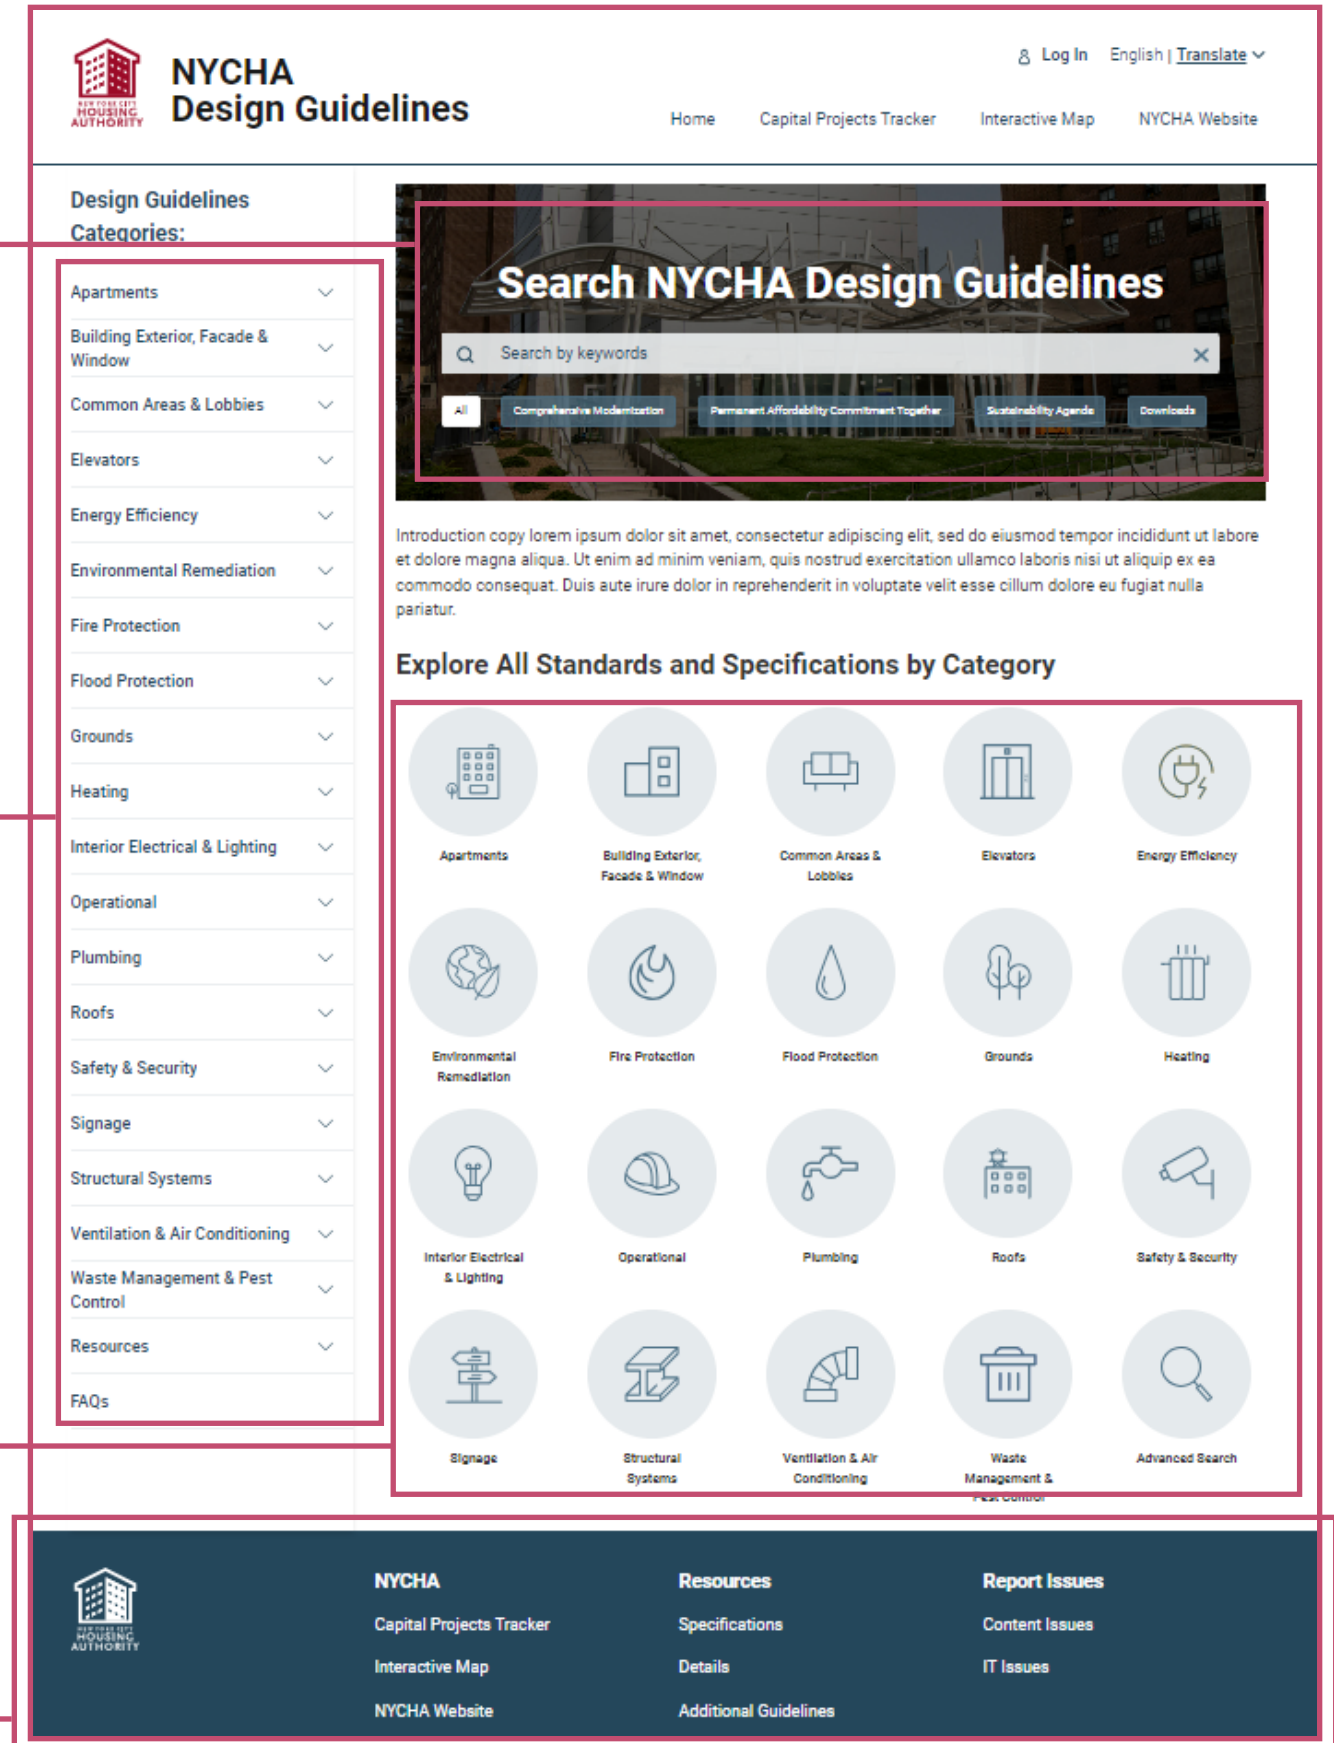 NEW YORK CITY
HOUSING
AUTHORITY
NYCHA
Design Guidelines
Log In
English | Translate
Home
Capital Projects Tracker
Interactive Map
NYCHA Website
Design Guidelines
Categories:
Apartments
Building Exterior, Facade &
Window
Common Areas & Lobbies
Elevators
Energy Efficiency
Environmental Remediation
Fire Protection
Flood Protection
Grounds
Heating
Interior Electrical & Lighting
Operational
Plumbing
Roofs
Safety & Security
Signage
Structural Systems
Ventilation & Air Conditioning
Waste Management & Pest
Control
Resources
FAQs
Search NYCHA Design Guidelines
Search by keywords
All
Comprehensive Modernization
Permanent Affordability Commitment Together
Sustainability Agenda
Downloads
Introduction copy lorem ipsum dolor sit amet, consectetur adipiscing elit, sed do eiusmod tempor incididunt ut labore
et dolore magna aliqua. Ut enim ad minim veniam, quis nostrud exercitation ullamco laboris nisi ut aliquip ex ea
commodo consequat. Duis aute irure dolor in reprehenderit in voluptate velit esse cillum dolore eu fugiat nulla
pariatur.
Explore All Standards and Specifications by Category
Apartments
Building Exterior,
Facade & Window
Common Areas &
Lobbies
Elevators
Energy Efficiency
Environmental
Remediation
Fire Protection
Flood Protection
Grounds
Heating
Interior Electrical
& Lighting
Operational
Plumbing
Roofs
Safety & Security
Signage
Structural
Systems
Ventilation & Air
Conditioning
Waste
Management &
Pest Control
Advanced Search
NEW YORK CITY
HOUSING
AUTHORITY
NYCHA
Capital Projects Tracker
Interactive Map
NYCHA Website
Resources
Specifications
Details
Additional Guidelines
Report Issues
Content Issues
IT Issues